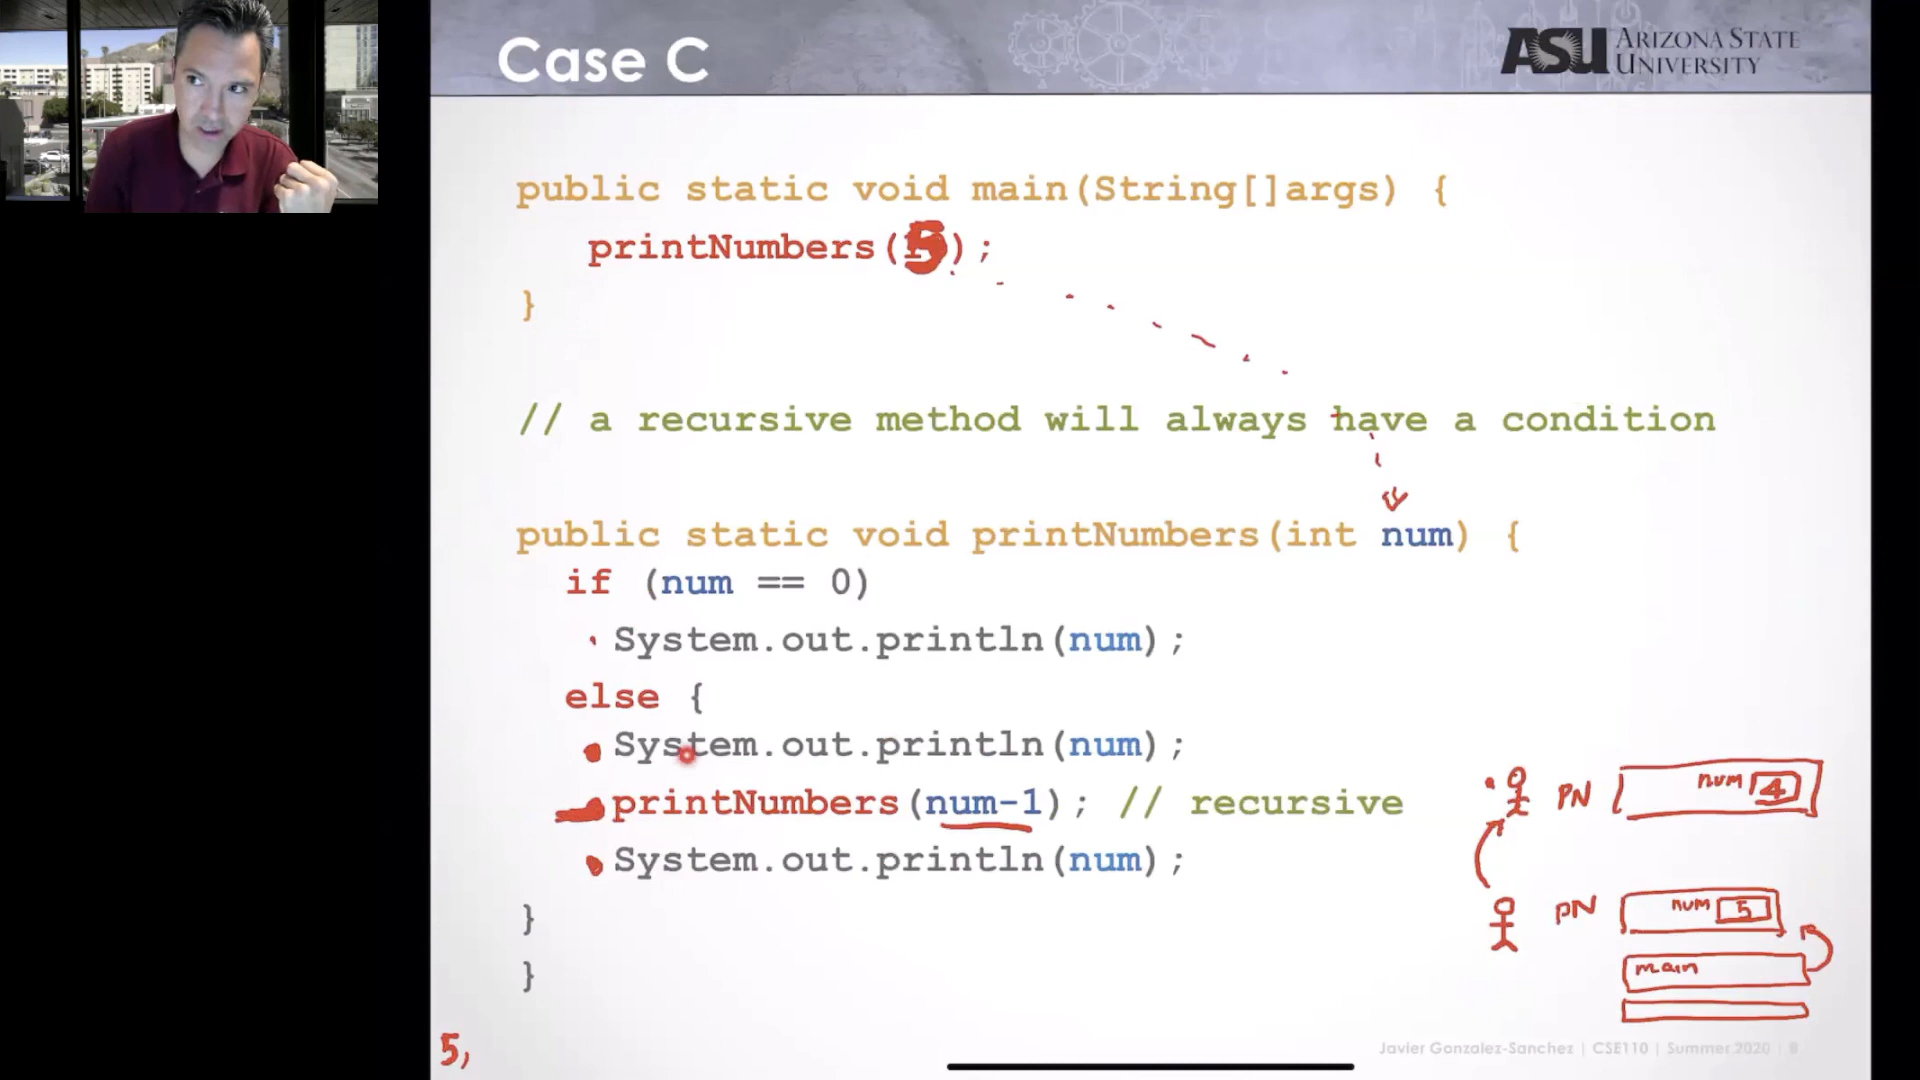 Case C
ASU ARIZONA STATE UNIVERSITY
public static void main(String[]args) {
printNumbers(5);
}
// a recursive method will always have a condition
public static void printNumbers(int num) {
if (num == 0)
System.out.println(num);
else {
System.out.println(num);
printNumbers(num-1); // recursive
System.out.println(num);
}
}
PN num 4
PN num 5
main
5,
Javier Gonzalez-Sanchez | CSE110 | Summer 2020 | 8